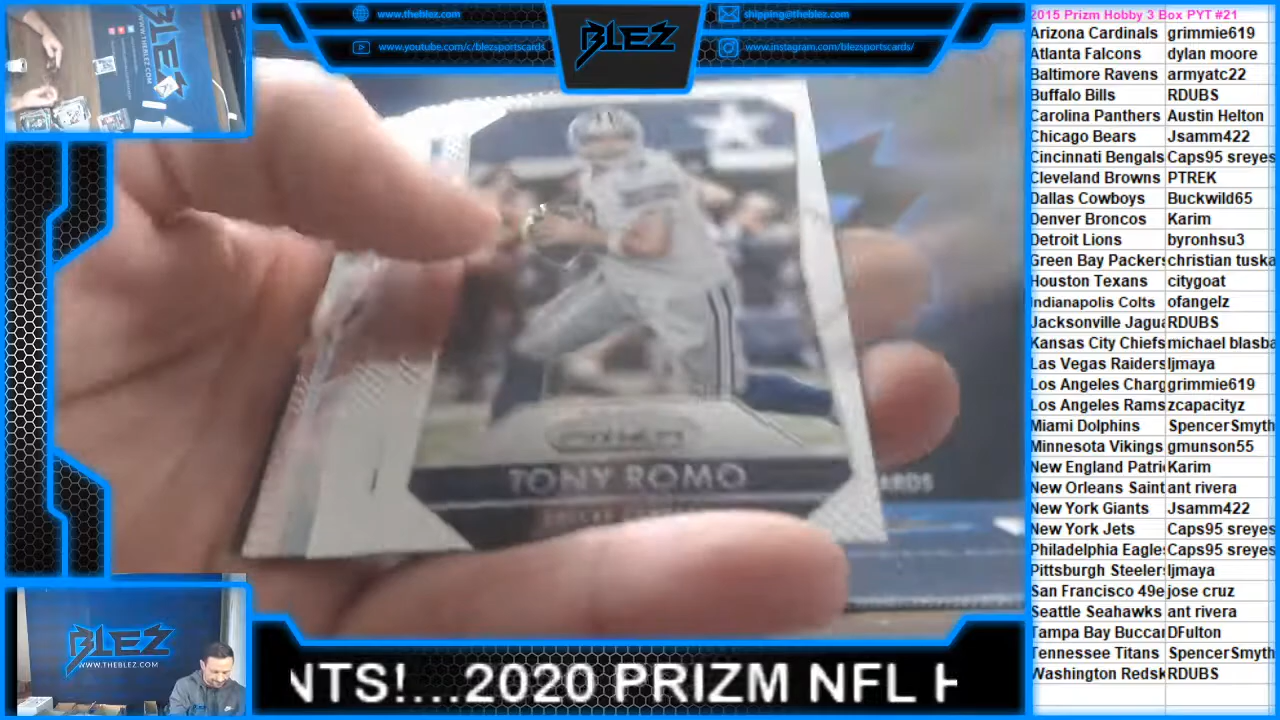 www.theblez.com
www.youtube.com/c/blezsportscards
BLEZ
shipping@theblez.com
www.instagram.com/blezsportscards/
PRIZM
TONY ROMO
ARDS
BLEZ
WWW.THEBLEZ.COM
BLEZ
WWW.THEBLEZ.COM
NTS!...2020 PRIZM NFL H
2015 Prizm Hobby 3 Box PYT #21
Arizona Cardinals grimmie619
Atlanta Falcons dylan moore
Baltimore Ravens armyatc22
Buffalo Bills RDUBS
Carolina Panthers Austin Helton
Chicago Bears Jsamm422
Cincinnati Bengals Caps95 sreyes
Cleveland Browns PTREK
Dallas Cowboys Buckwild65
Denver Broncos Karim
Detroit Lions byronhsu3
Green Bay Packers christian tuska
Houston Texans citygoat
Indianapolis Colts ofangelz
Jacksonville Jagua RDUBS
Kansas City Chiefs michael blasba
Las Vegas Raiders ljmaya
Los Angeles Charg grimmie619
Los Angeles Rams zcapacityz
Miami Dolphins SpencerSmyth
Minnesota Vikings gmunson55
New England Patri Karim
New Orleans Saint ant rivera
New York Giants Jsamm422
New York Jets Caps95 sreyes
Philadelphia Eagle Caps95 sreyes
Pittsburgh Steelers ljmaya
San Francisco 49e jose cruz
Seattle Seahawks ant rivera
Tampa Bay Buccar DFulton
Tennessee Titans SpencerSmyth
Washington Redsk RDUBS